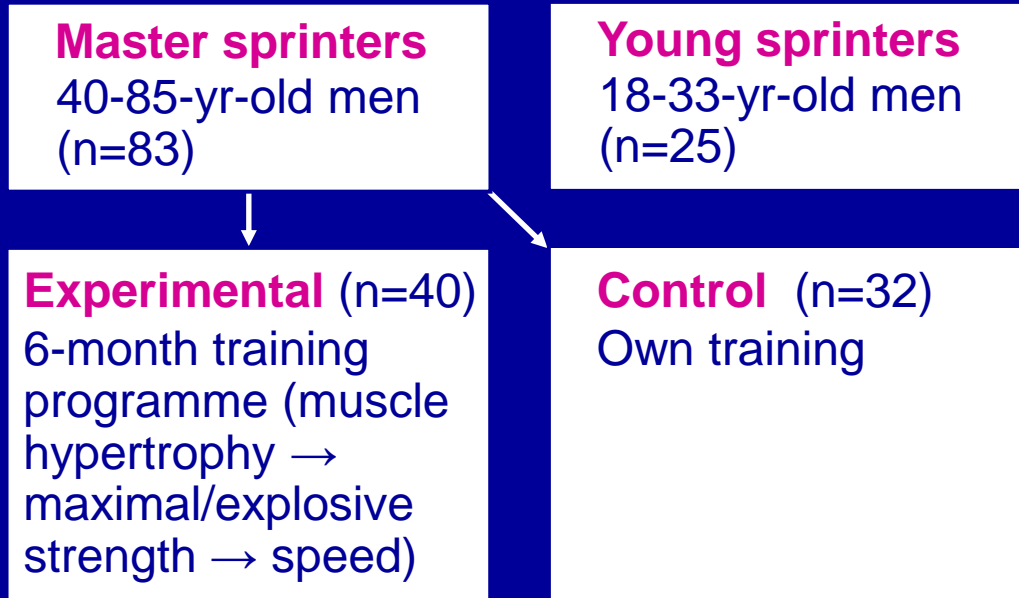 Master sprinters
40-85-yr-old men
(n=83)
Young sprinters
18-33-yr-old men
(n=25)
Experimental (n=40)
6-month training
programme (muscle
hypertrophy →
maximal/explosive
strength → speed)
Control (n=32)
Own training